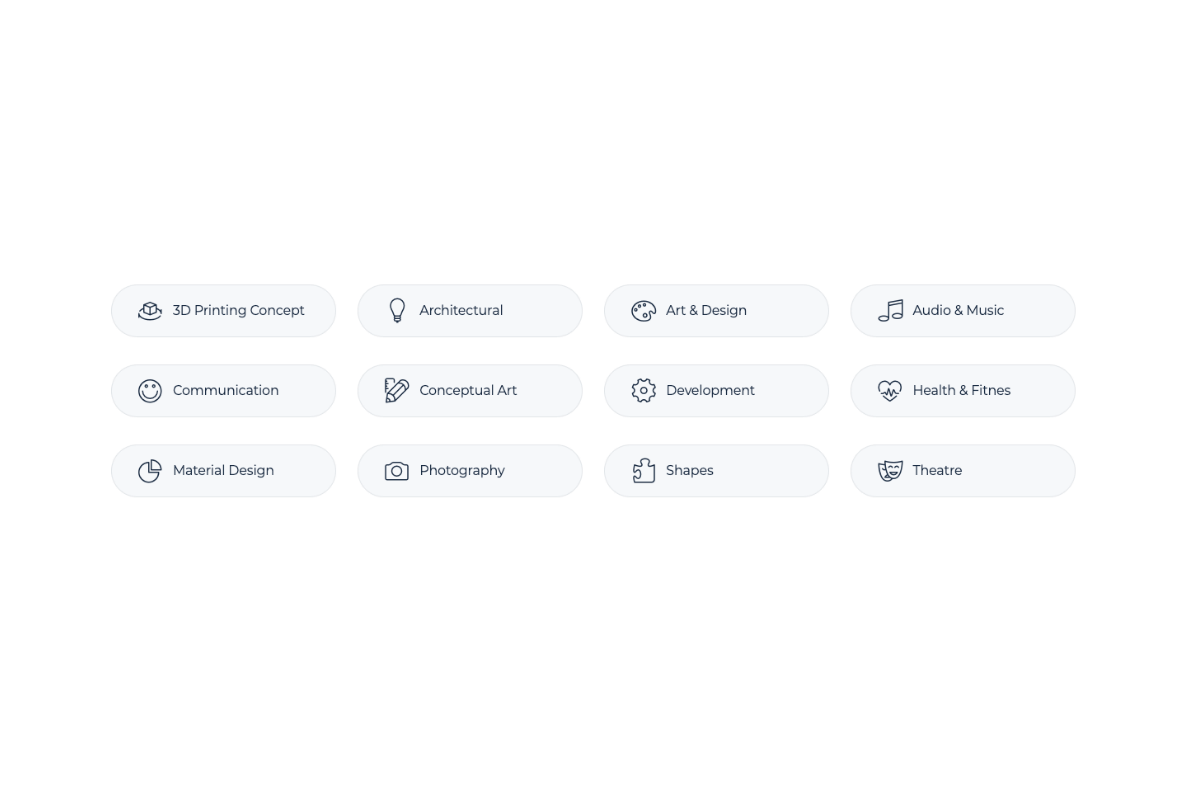 3D Printing Concept
Architectural
Art & Design
Audio & Music
Communication
Conceptual Art
Development
Health & Fitnes
Material Design
Photography
Shapes
Theatre